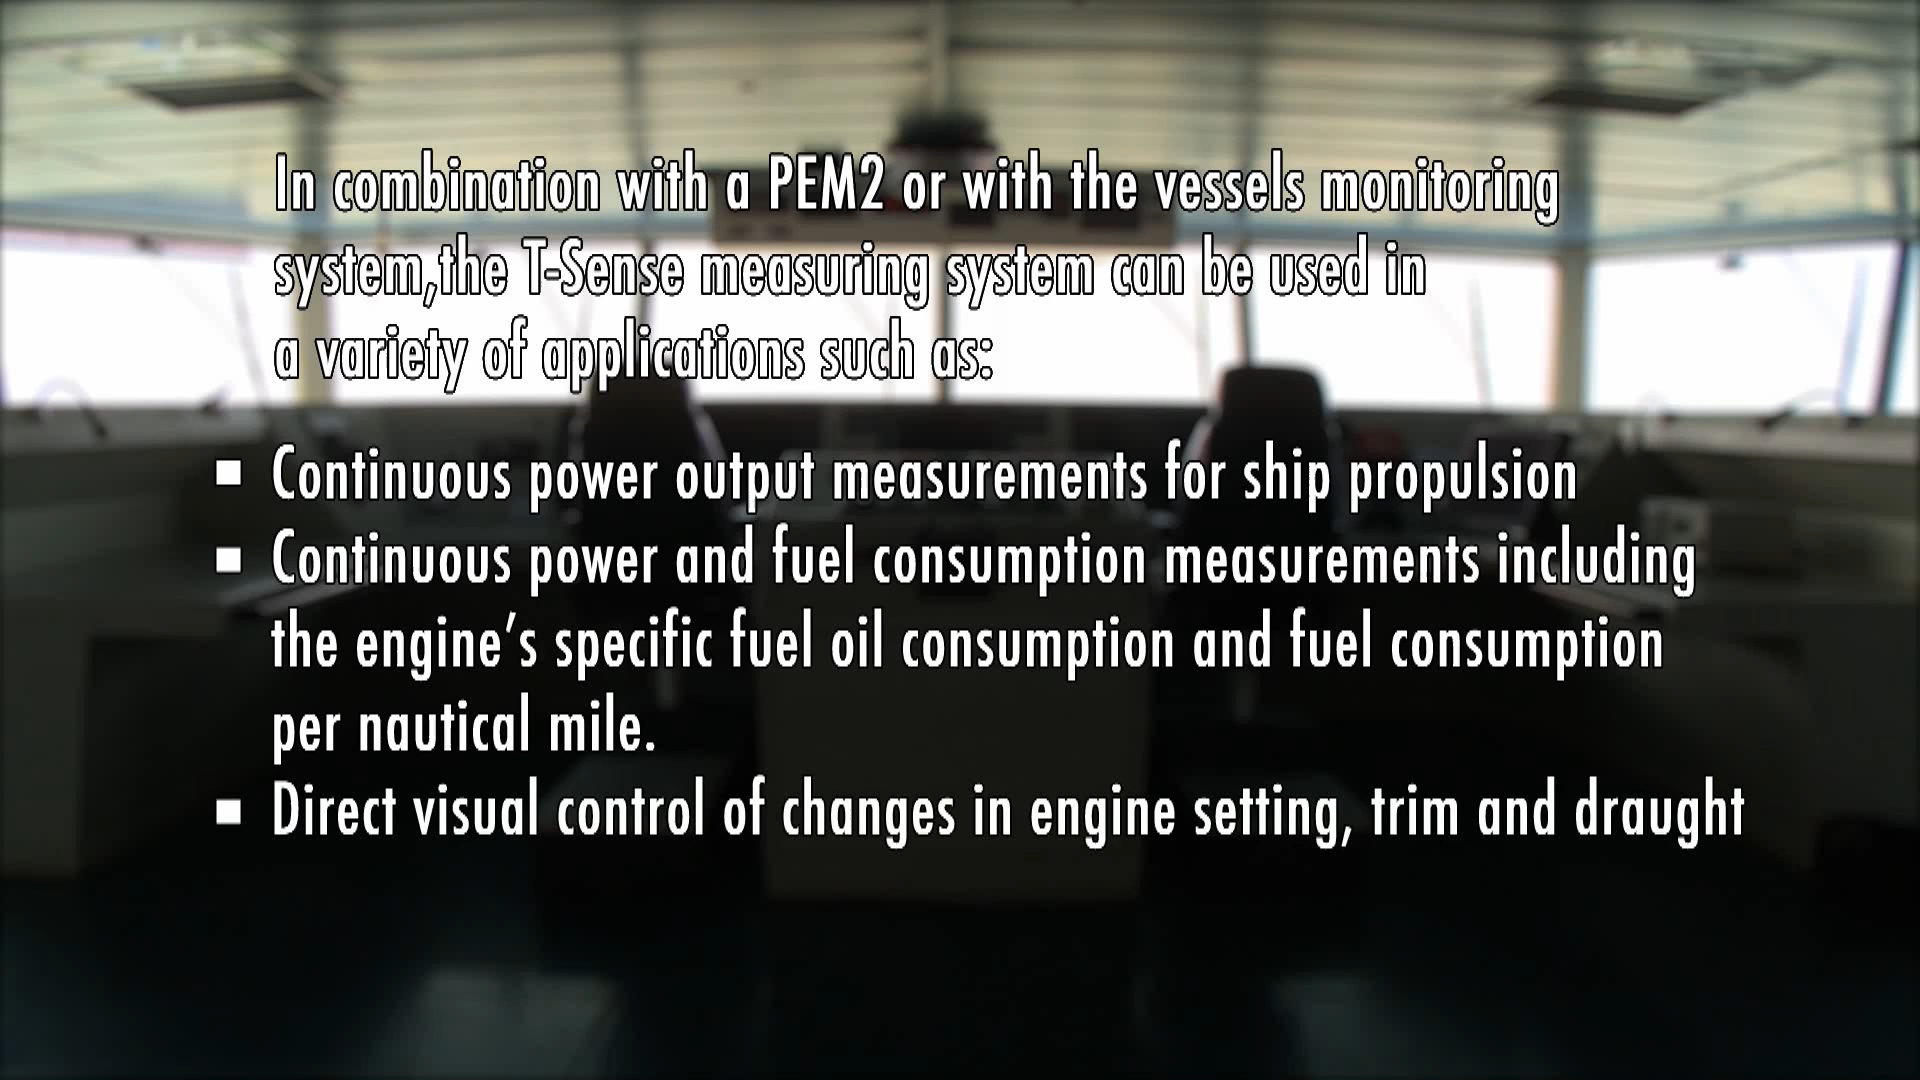 In combination with a PEM2 or with the vessels monitoring
system,the T-Sense measuring system can be used in
a variety of applications such as:
▪ Continuous power output measurements for ship propulsion
▪ Continuous power and fuel consumption measurements including
the engine’s specific fuel oil consumption and fuel consumption
per nautical mile.
▪ Direct visual control of changes in engine setting, trim and draught